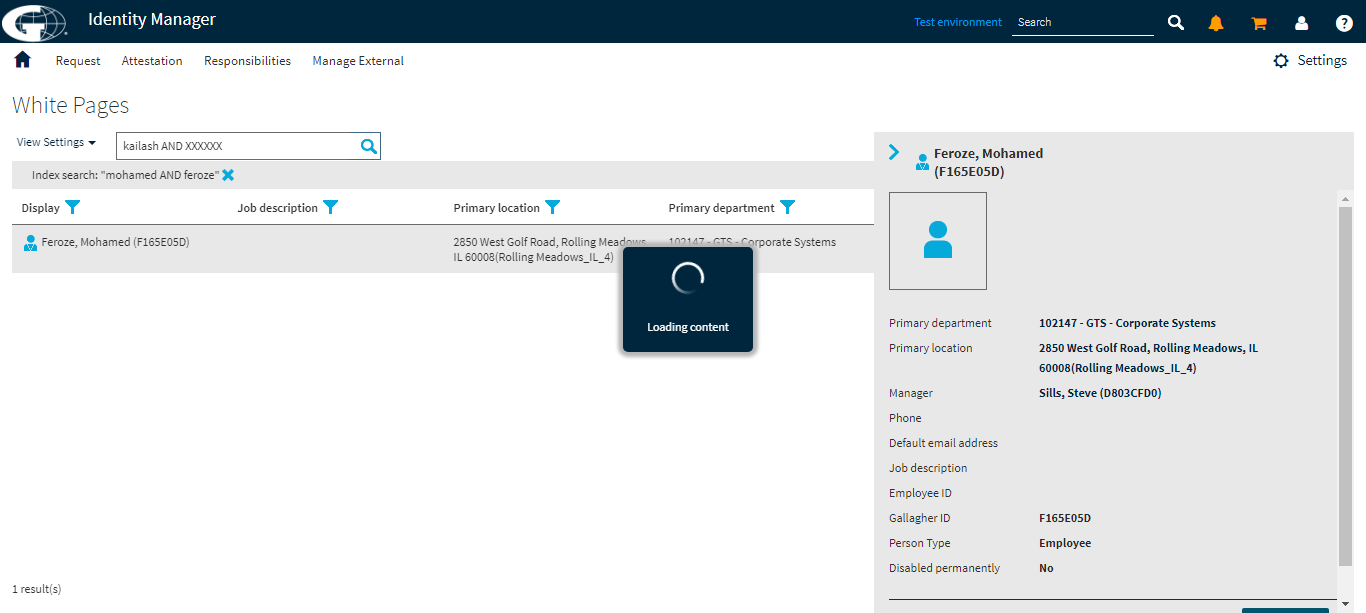 Identity Manager
Test environment
Search
Request Attestation Responsibilities Manage External
Settings
White Pages
View Settings
kailash AND XXXXXX
Index search: "mohamed AND feroze"
Display Job description Primary location Primary department
Feroze, Mohamed (F165E05D)
2850 West Golf Road, Rolling Meadows,
IL 60008(Rolling Meadows_IL_4)
102147 - GTS - Corporate Systems
Loading content
1 result(s)
Feroze, Mohamed
(F165E05D)
Primary department 102147 - GTS - Corporate Systems
Primary location 2850 West Golf Road, Rolling Meadows, IL
60008(Rolling Meadows_IL_4)
Manager Sills, Steve (D803CFD0)
Phone
Default email address
Job description
Employee ID
Gallagher ID F165E05D
Person Type Employee
Disabled permanently No